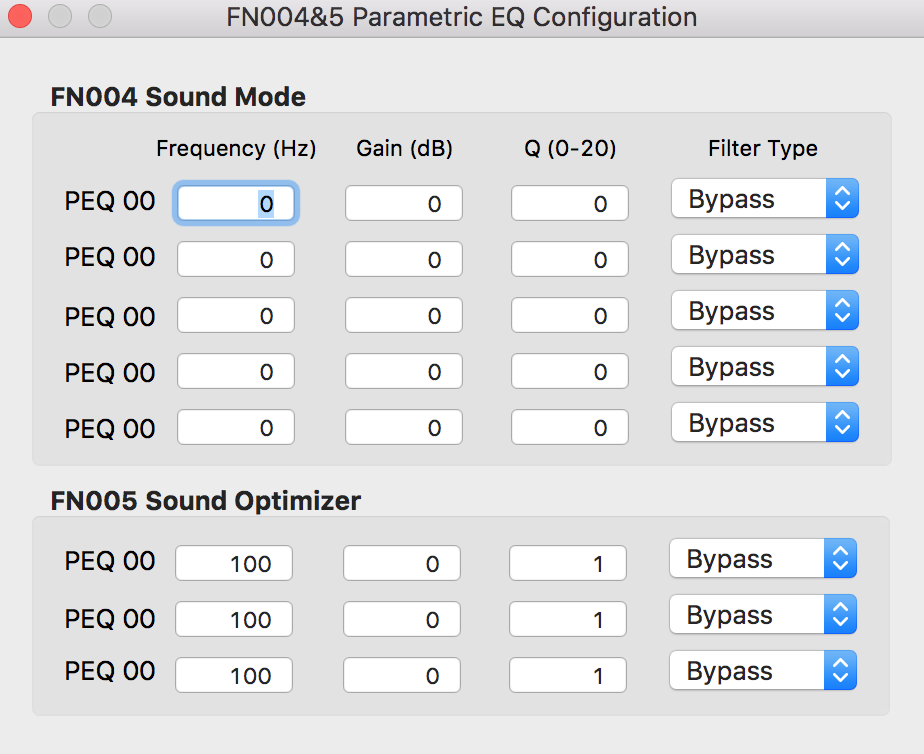 FN004&5 Parametric EQ Configuration
FN004 Sound Mode
Frequency (Hz) Gain (dB) Q (0-20) Filter Type
PEQ 00 0 0 0 Bypass
PEQ 00 0 0 0 Bypass
PEQ 00 0 0 0 Bypass
PEQ 00 0 0 0 Bypass
PEQ 00 0 0 0 Bypass
FN005 Sound Optimizer
PEQ 00 100 0 1 Bypass
PEQ 00 100 0 1 Bypass
PEQ 00 100 0 1 Bypass